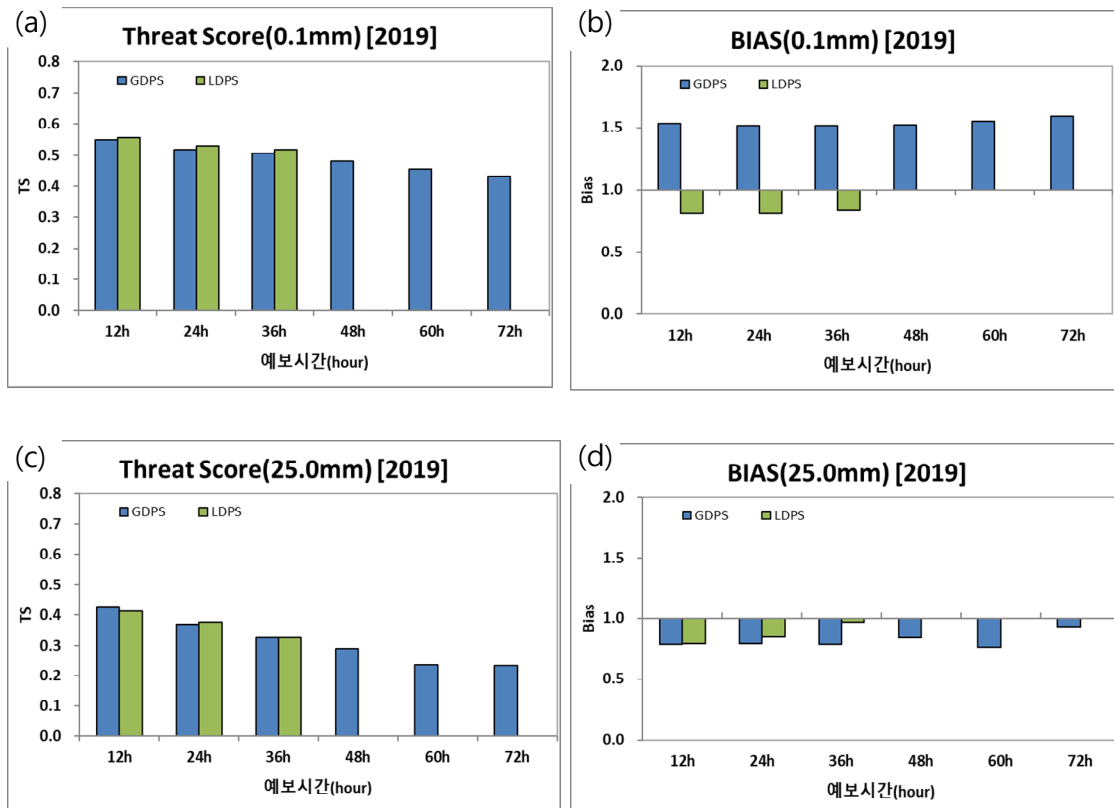 (a)
Threat Score(0.1mm) [2019]
GDPS LDPS
0.8
0.7
0.6
0.5
0.4
0.3
0.2
0.1
0.0
TS
12h 24h 36h 48h 60h 72h
예보시간(hour)
(b)
BIAS(0.1mm) [2019]
GDPS LDPS
2.0
1.5
1.0
0.5
0.0
Bias
12h 24h 36h 48h 60h 72h
예보시간(hour)
(c)
Threat Score(25.0mm) [2019]
GDPS LDPS
0.8
0.7
0.6
0.5
0.4
0.3
0.2
0.1
0.0
TS
12h 24h 36h 48h 60h 72h
예보시간(hour)
(d)
BIAS(25.0mm) [2019]
GDPS LDPS
2.0
1.5
1.0
0.5
0.0
Bias
12h 24h 36h 48h 60h 72h
예보시간(hour)